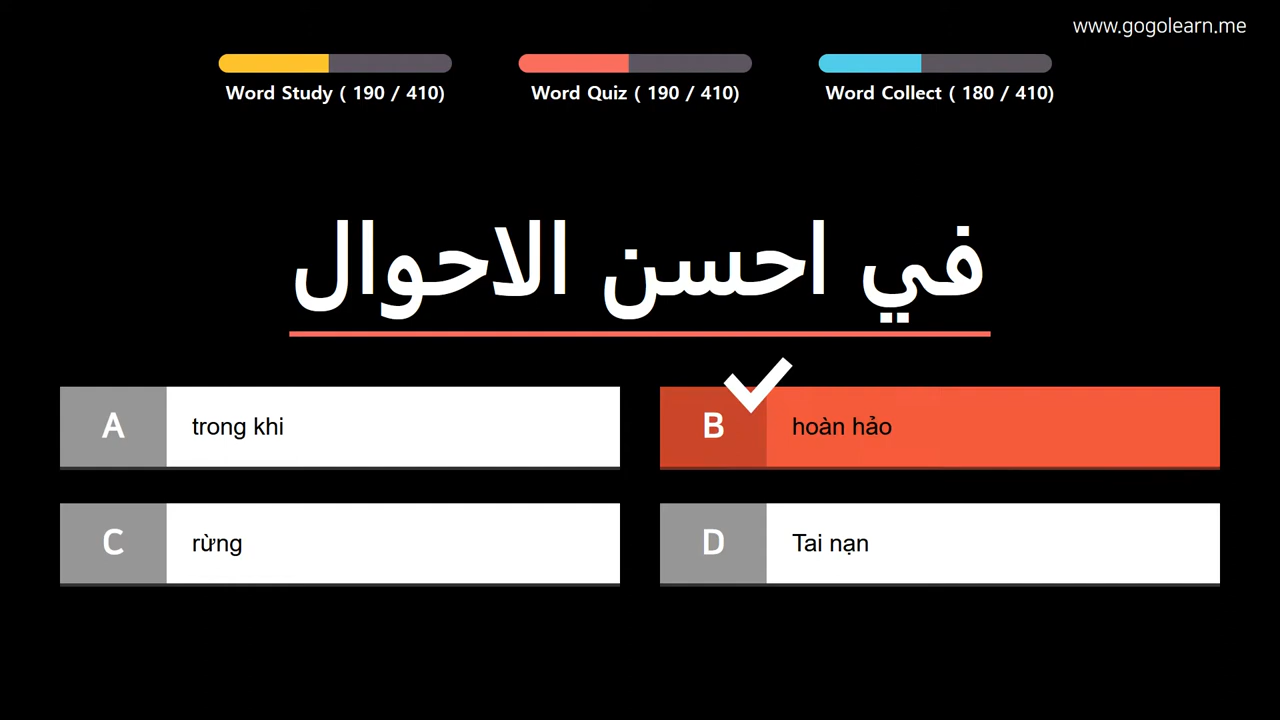 www.gogolearn.me
Word Study ( 190 / 410)
Word Quiz ( 190 / 410)
Word Collect ( 180 / 410)
في احسن الاحوال
A
trong khi
B
hoàn hảo
C
rừng
D
Tai nạn